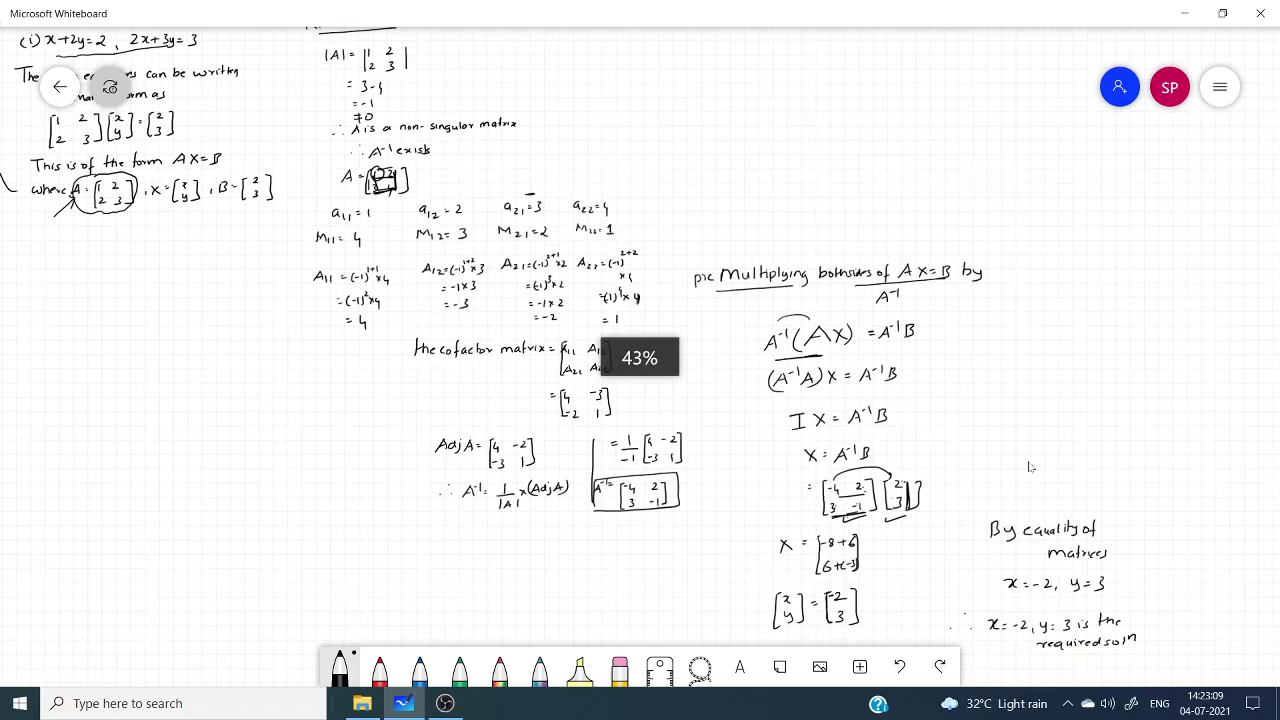 Microsoft Whiteboard
(i) x+2y=2 , 2x+3y=3
can be written
form as
[1 2 2 3] [x y] = [2 3]
This is of the form AX=B
where A=[1 2 2 3], X=[x y], B=[2 3]
|A| = |1 2 2 3|
= 3-4
= -1
≠0
∴ A is a non-singular matrix
∴ A⁻¹ exists
A =
a11 = 1 a12 = 2 a21 = 3 a22 = 4
M11 = 4 M12 = 3 M21 = 2 M22 = 1
A11 = (-1)^1+1 ×4 A12 = (-1)^1+2 ×3 A21 = (-1)^2+1 ×2 A22 = (-1)^2+2 ×1
= (-1)²×4 = -1×3 = (-1)³×2
= 4 = -3 = -1×2
= -2 = 1
The cofactor matrix = [A11 A12 A21
43%
= [4 -3 -2 1]
Adj A = [4 -2 -3 1]
∴ A⁻¹ = 1/|A| × (Adj A)
= 1/-1 [4 -2 -3 1]
A⁻¹ = [-4 2 3 -1]
pre Multiplying both sides of AX=B by
A⁻¹
A⁻¹(AX) = A⁻¹B
(A⁻¹A)X = A⁻¹B
I X = A⁻¹B
X = A⁻¹B
= [-4 2 3 -1] [2 3]
X = [-8+6 6+(-3)]
[x y] = [-2 3]
By equality of
matrices
x=-2, y=3
∴ x=-2, y=3 is the
required soln
SP
A
Type here to search
32°C Light rain
ENG
14:23:09
04-07-2021